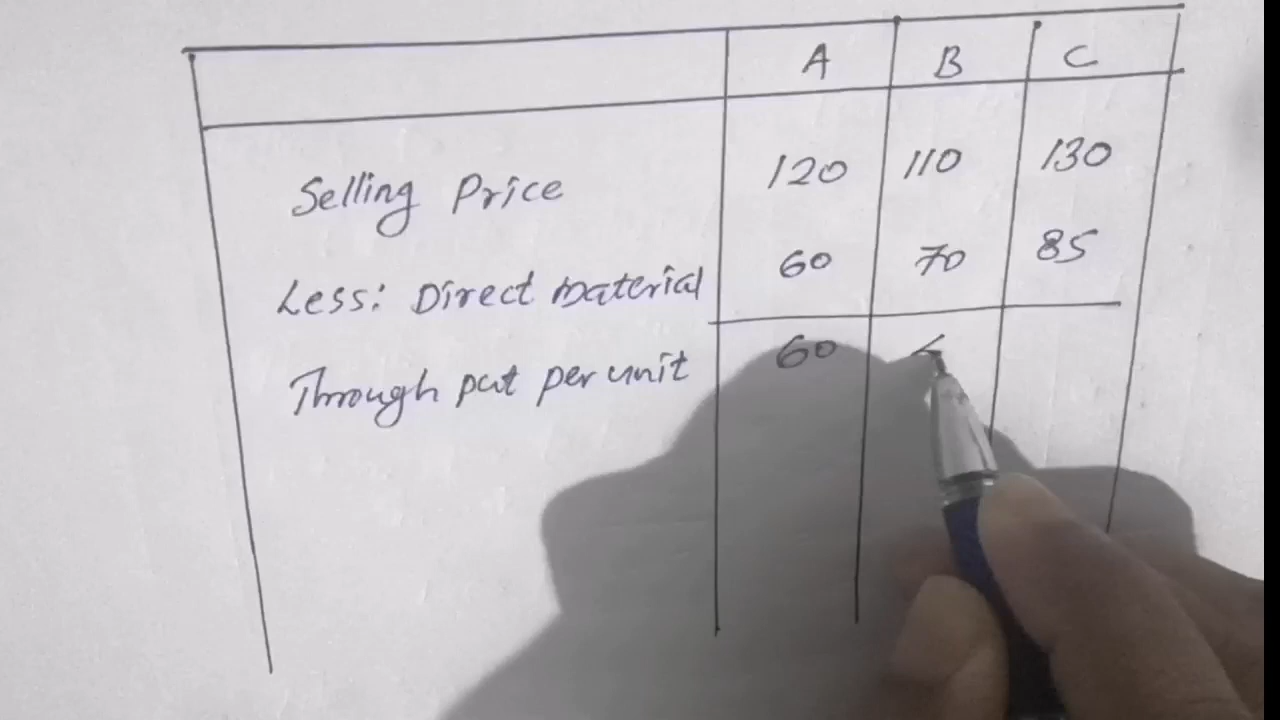 A B C
Selling Price 120 110 130
Less: Direct material 60 70 85
Through put per unit 60